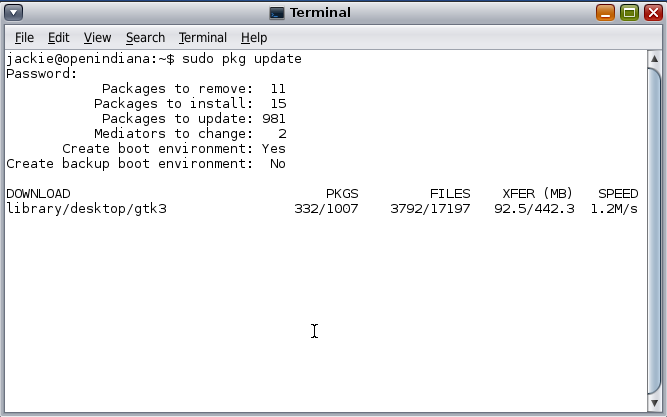 Terminal
File Edit View Search Terminal Help
jackie@openindiana:~$ sudo pkg update
Password:
Packages to remove: 11
Packages to install: 15
Packages to update: 981
Mediators to change: 2
Create boot environment: Yes
Create backup boot environment: No
DOWNLOAD PKGS FILES XFER (MB) SPEED
library/desktop/gtk3 332/1007 3792/17197 92.5/442.3 1.2M/s